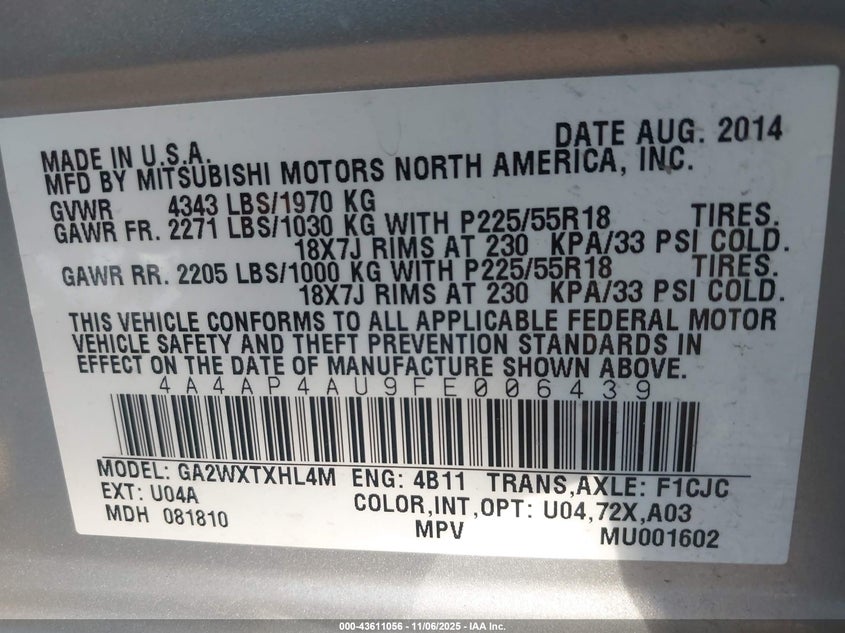 DATE AUG. 2014
MADE IN U.S.A.
MFD BY MITSUBISHI MOTORS NORTH AMERICA, INC.
GVWR 4343 LBS/1970 KG
GAWR FR. 2271 LBS/1030 KG WITH P225/55R18 TIRES.
18X7J RIMS AT 230 KPA/33 PSI COLD.
GAWR RR. 2205 LBS/1000 KG WITH P225/55R18 TIRES.
18X7J RIMS AT 230 KPA/33 PSI COLD.
THIS VEHICLE CONFORMS TO ALL APPLICABLE FEDERAL MOTOR
VEHICLE SAFETY AND THEFT PREVENTION STANDARDS IN
EFFECT ON THE DATE OF MANUFACTURE SHOWN ABOVE.
4A4AP4AU9FE006439
MODEL: GA2WXTXHL4M ENG: 4B11 TRANS,AXLE: F1CJC
EXT: U04A COLOR,INT,OPT: U04,72X,A03
MDH 081810 MPV MU001602
000-43611056 - 11/06/2025 - IAA Inc.